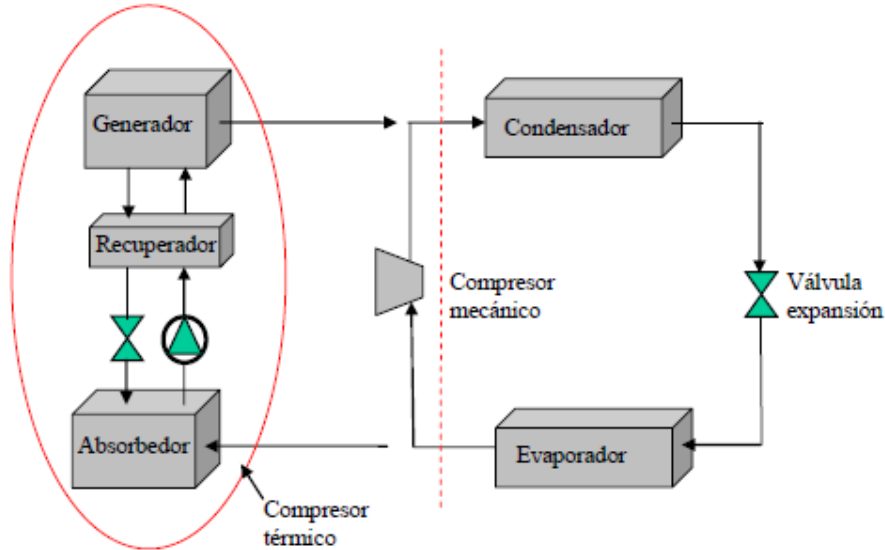 Generador
Condensador
Recuperador
Compresor
mecánico
Válvula
expansión
Absorbedor
Evaporador
Compresor
térmico